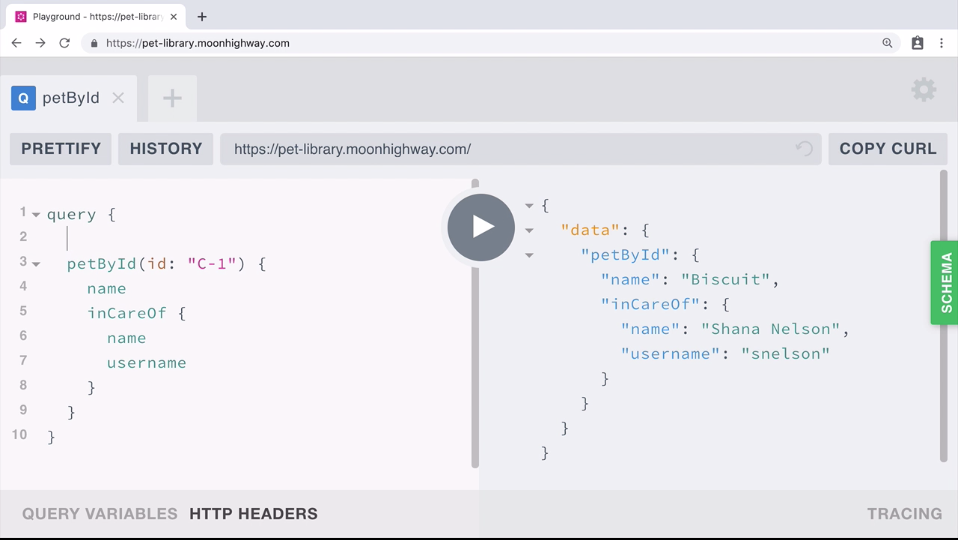 Playground - https://pet-library
https://pet-library.moonhighway.com
Q petById
PRETTIFY HISTORY https://pet-library.moonhighway.com/ COPY CURL
1 query {
2
3 petById(id: "C-1") {
4 name
5 inCareOf {
6 name
7 username
8 }
9 }
10 }
{
"data": {
"petById": {
"name": "Biscuit",
"inCareOf": {
"name": "Shana Nelson",
"username": "snelson"
}
}
}
}
SCHEMA
QUERY VARIABLES HTTP HEADERS TRACING